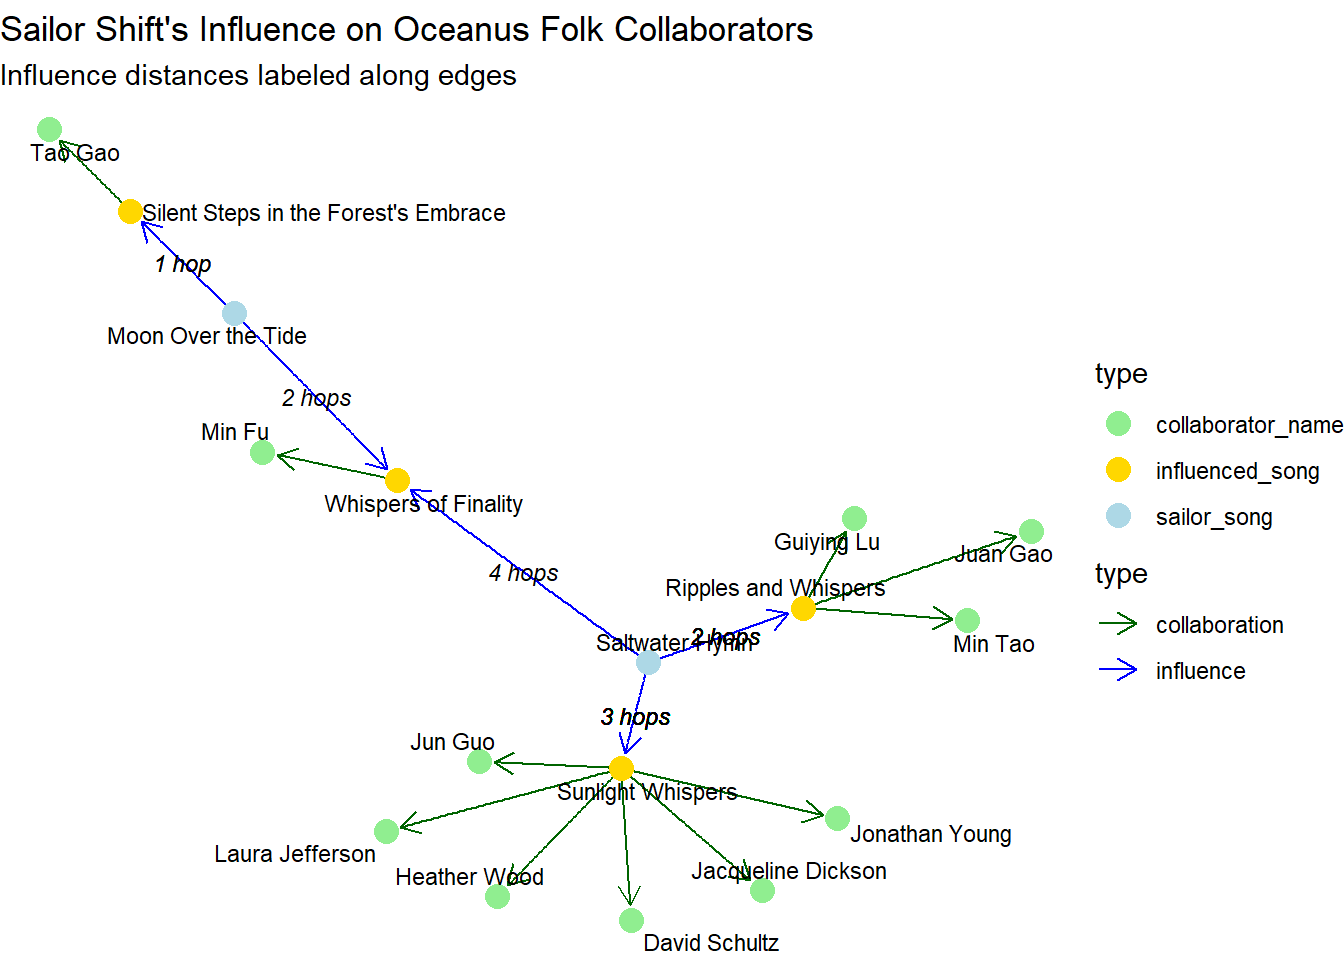 Sailor Shift's Influence on Oceanus Folk Collaborators
Influence distances labeled along edges
Tao Gao
Silent Steps in the Forest's Embrace
1 hop
Moon Over the Tide
2 hops
Min Fu
Whispers of Finality
4 hops
Guiying Lu
Juan Gao
Ripples and Whispers
Saltwater Hymn
2 hops
Min Tao
3 hops
Jun Guo
Sunlight Whispers
Jonathan Young
Laura Jefferson
Heather Wood
Jacqueline Dickson
David Schultz
type
collaborator_name
influenced_song
sailor_song
type
collaboration
influence